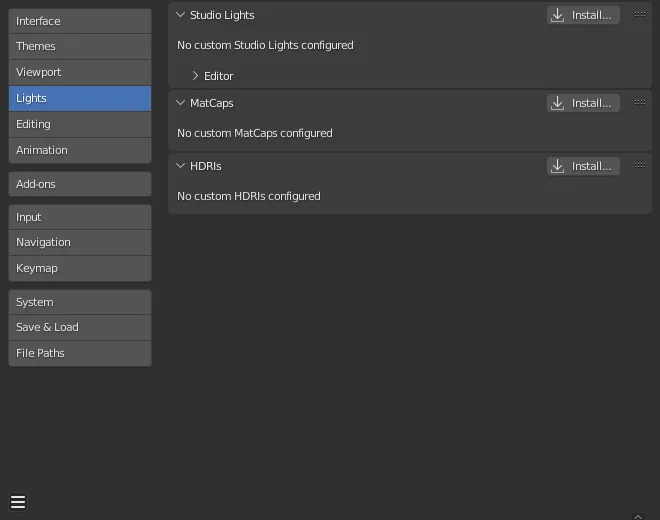 Interface
Themes
Viewport
Lights
Editing
Animation
Add-ons
Input
Navigation
Keymap
System
Save & Load
File Paths
Studio Lights
Install...
No custom Studio Lights configured
Editor
MatCaps
Install...
No custom MatCaps configured
HDRIs
Install...
No custom HDRIs configured